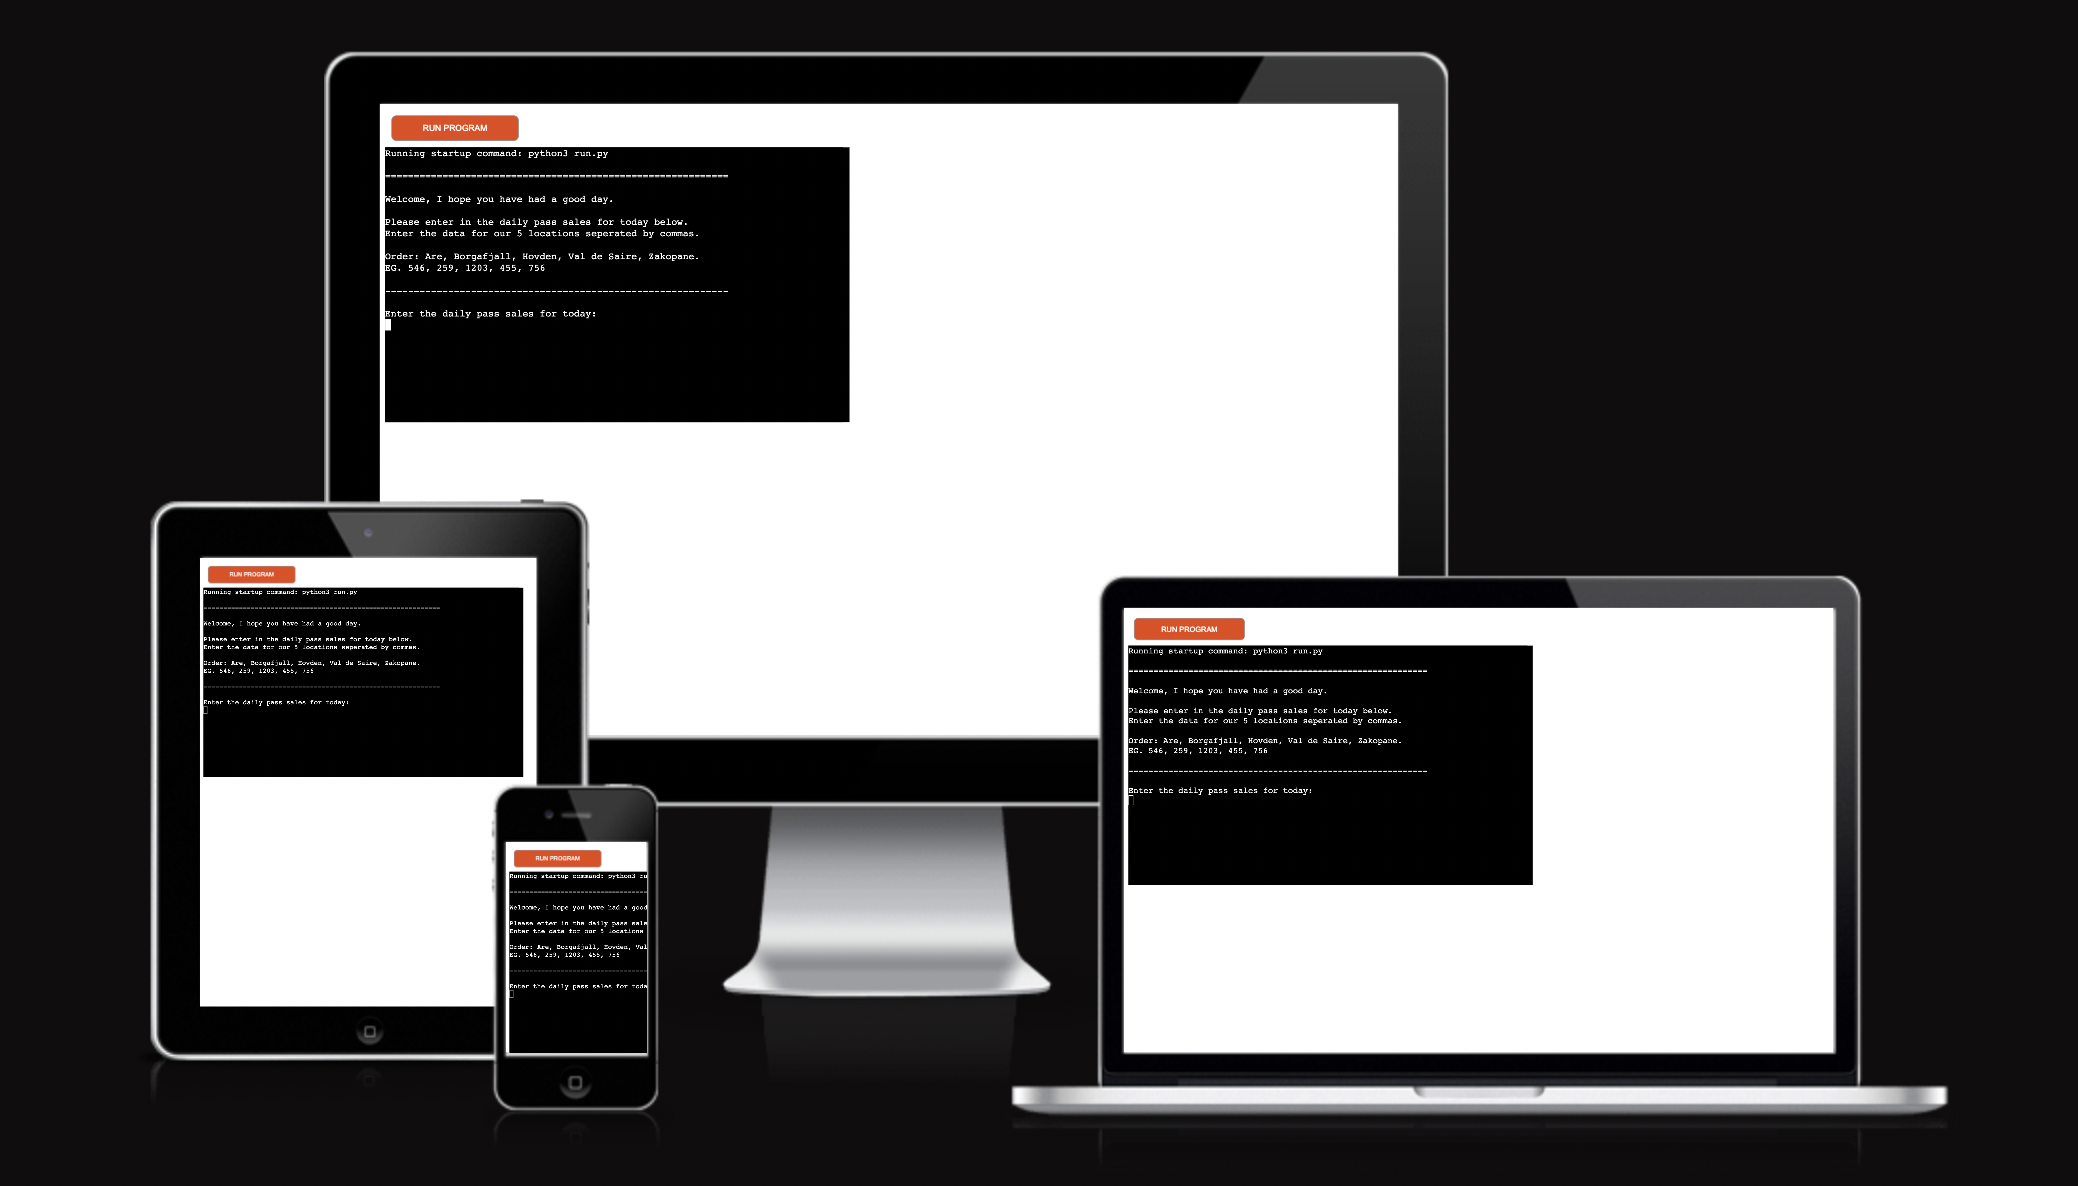 RUN PROGRAM
Running startup command: python3 run.py
============================================================
Welcome, I hope you have had a good day.
Please enter in the daily pass sales for today below.
Enter the data for our 5 locations seperated by commas.
Order: Are, Borgafjall, Hovden, Val de Saire, Zakopane.
EG. 546, 259, 1203, 455, 756
------------------------------------------------------------
Enter the daily pass sales for today:
RUN PROGRAM
Running startup command: python3 run.py
============================================================
Welcome, I hope you have had a good day.
Please enter in the daily pass sales for today below.
Enter the data for our 5 locations seperated by commas.
Order: Are, Borgafjall, Hovden, Val de Saire, Zakopane.
EG. 546, 259, 1203, 455, 756
------------------------------------------------------------
Enter the daily pass sales for today:
RUN PROGRAM
Running startup command: python3 ru
===================================
Welcome, I hope you have had a good
Please enter in the daily pass sale
Enter the data for our 5 locations
Order: Are, Borgafjall, Hovden, Val
EG. 546, 259, 1203, 455, 756
-----------------------------------
Enter the daily pass sales for toda
RUN PROGRAM
Running startup command: python3 run.py
============================================================
Welcome, I hope you have had a good day.
Please enter in the daily pass sales for today below.
Enter the data for our 5 locations seperated by commas.
Order: Are, Borgafjall, Hovden, Val de Saire, Zakopane.
EG. 546, 259, 1203, 455, 756
------------------------------------------------------------
Enter the daily pass sales for today: